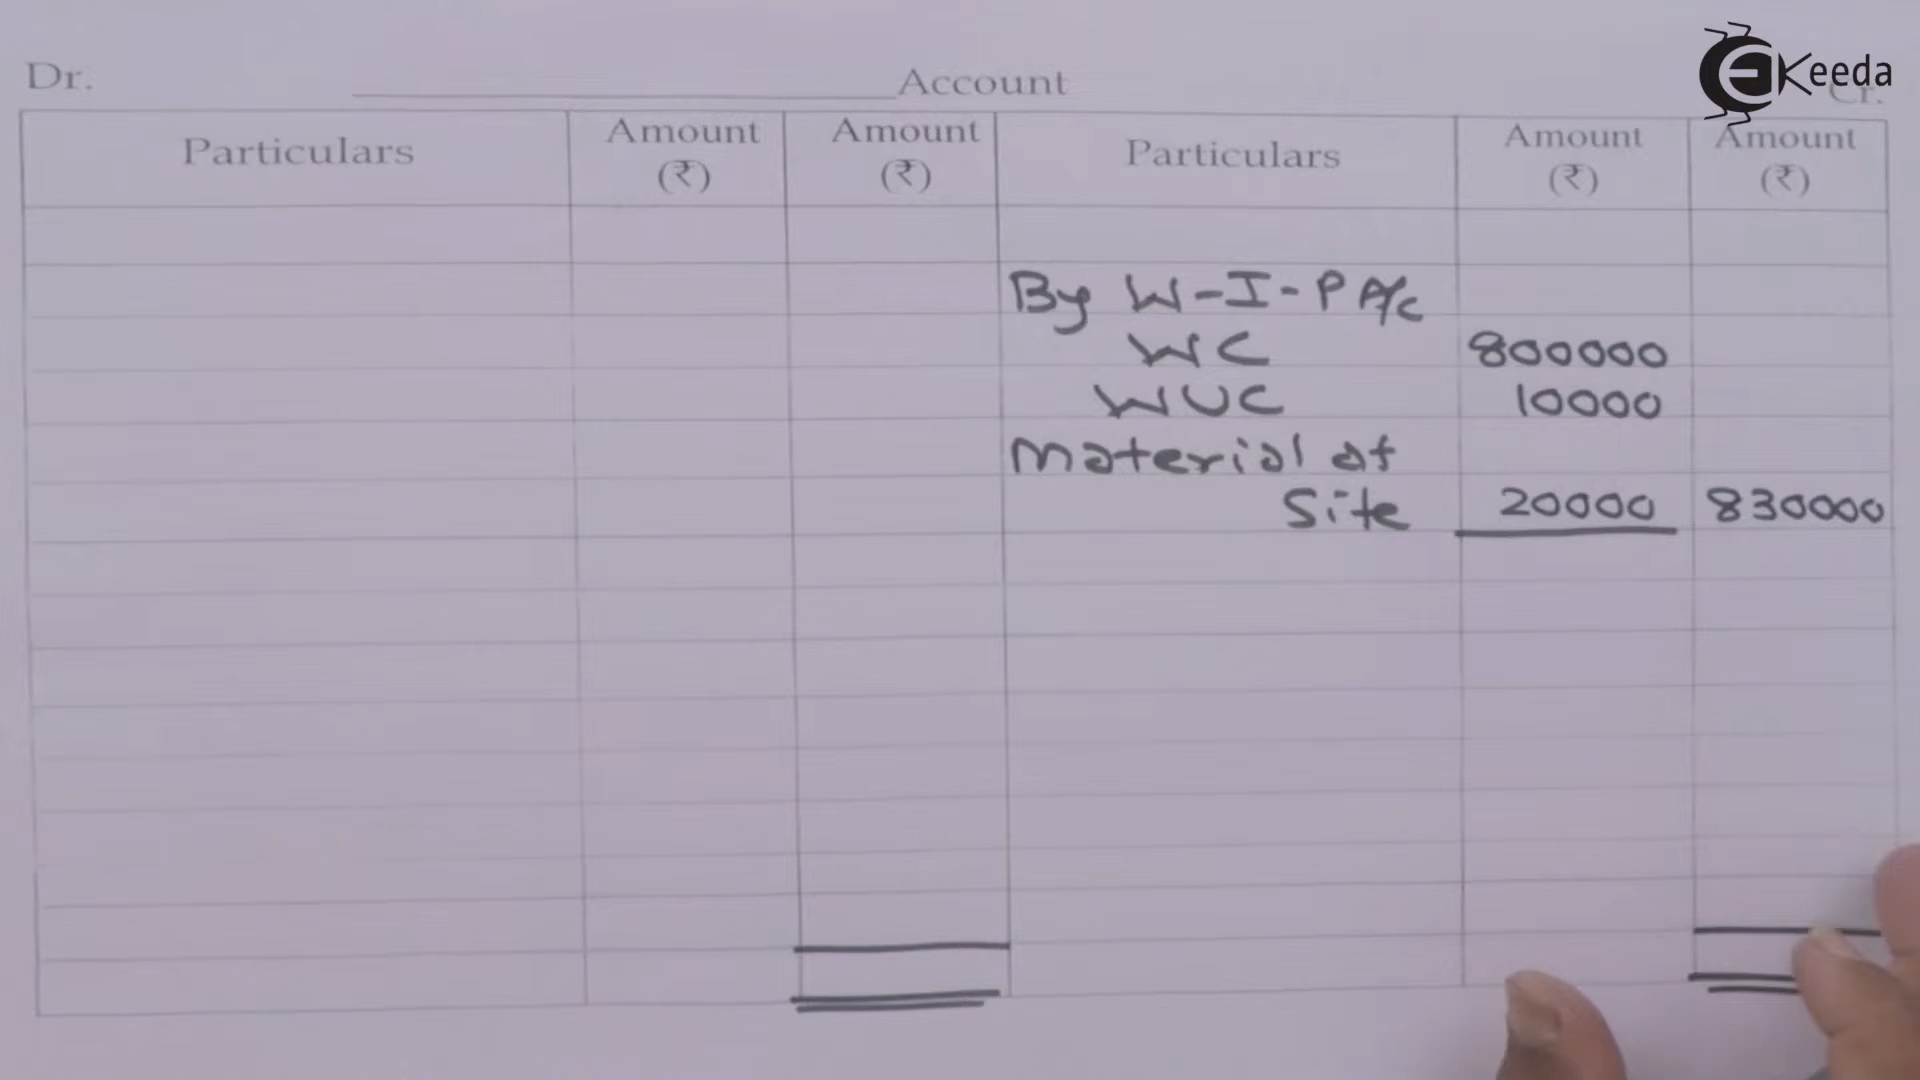 EKeeda
Dr. Account Cr.
Particulars Amount (₹) Amount (₹) Particulars Amount (₹) Amount (₹)
By W-I-P A/c
WC 800000
WUC 10000
Material at
Site 20000 830000